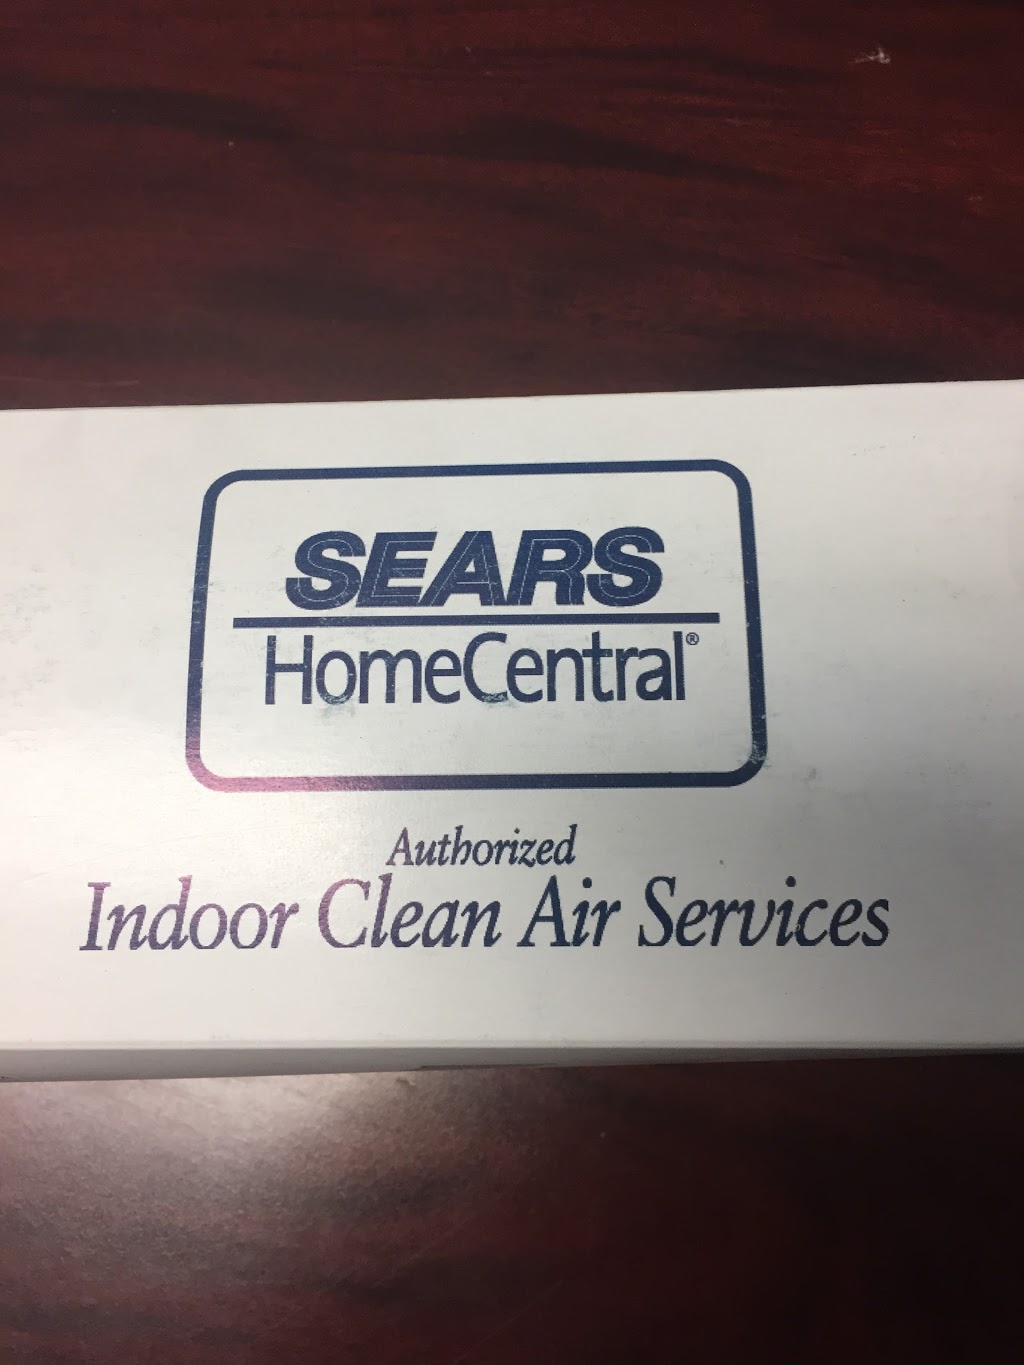 SEARS
HomeCentral®
Authorized
Indoor Clean Air Services